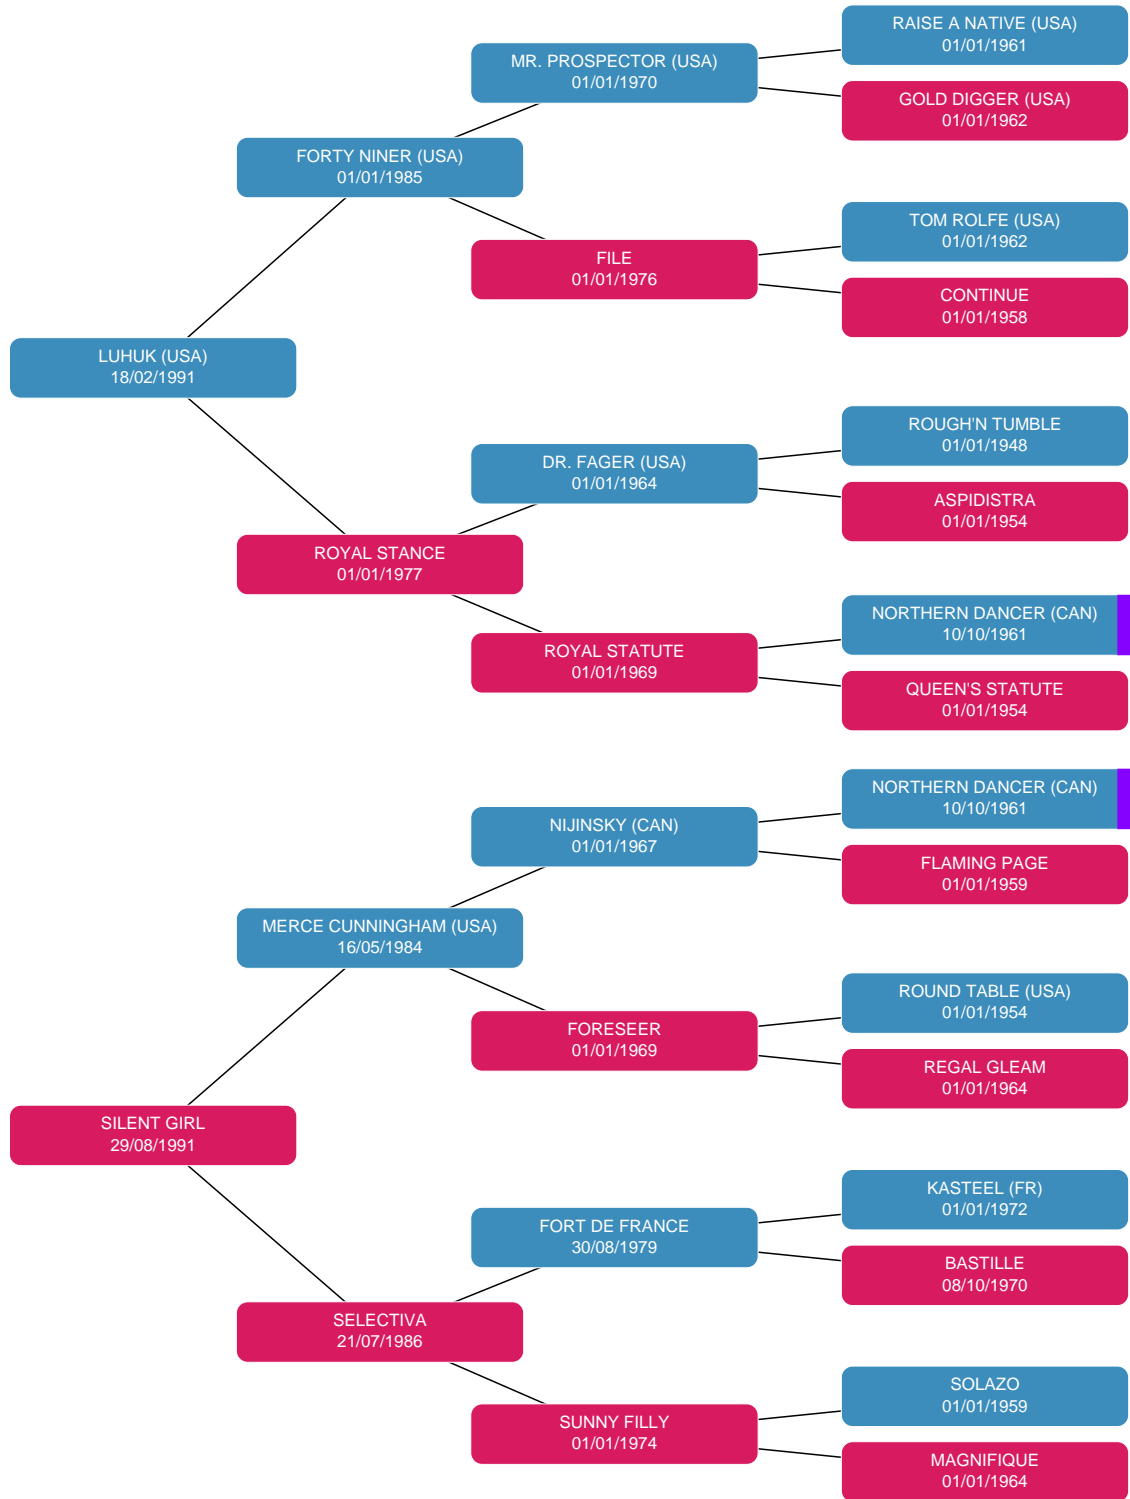 RAISE A NATIVE (USA)
01/01/1961
MR. PROSPECTOR (USA)
01/01/1970
GOLD DIGGER (USA)
01/01/1962
FORTY NINER (USA)
01/01/1985
TOM ROLFE (USA)
01/01/1962
FILE
01/01/1976
CONTINUE
01/01/1958
LUHUK (USA)
18/02/1991
ROUGH'N TUMBLE
01/01/1948
DR. FAGER (USA)
01/01/1964
ASPIDISTRA
01/01/1954
ROYAL STANCE
01/01/1977
NORTHERN DANCER (CAN)
10/10/1961
ROYAL STATUTE
01/01/1969
QUEEN'S STATUTE
01/01/1954
NORTHERN DANCER (CAN)
10/10/1961
NIJINSKY (CAN)
01/01/1967
FLAMING PAGE
01/01/1959
MERCE CUNNINGHAM (USA)
16/05/1984
ROUND TABLE (USA)
01/01/1954
FORESEER
01/01/1969
REGAL GLEAM
01/01/1964
SILENT GIRL
29/08/1991
KASTEEL (FR)
01/01/1972
FORT DE FRANCE
30/08/1979
BASTILLE
08/10/1970
SELECTIVA
21/07/1986
SOLAZO
01/01/1959
SUNNY FILLY
01/01/1974
MAGNIFIQUE
01/01/1964